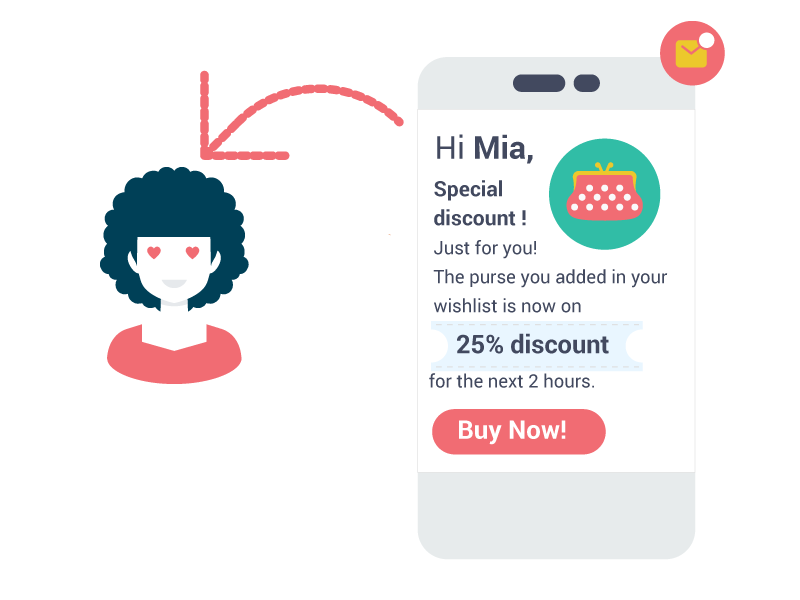 Hi Mia,
Special
discount !
Just for you!
The purse you added in your
wishlist is now on
25% discount
for the next 2 hours.
Buy Now!